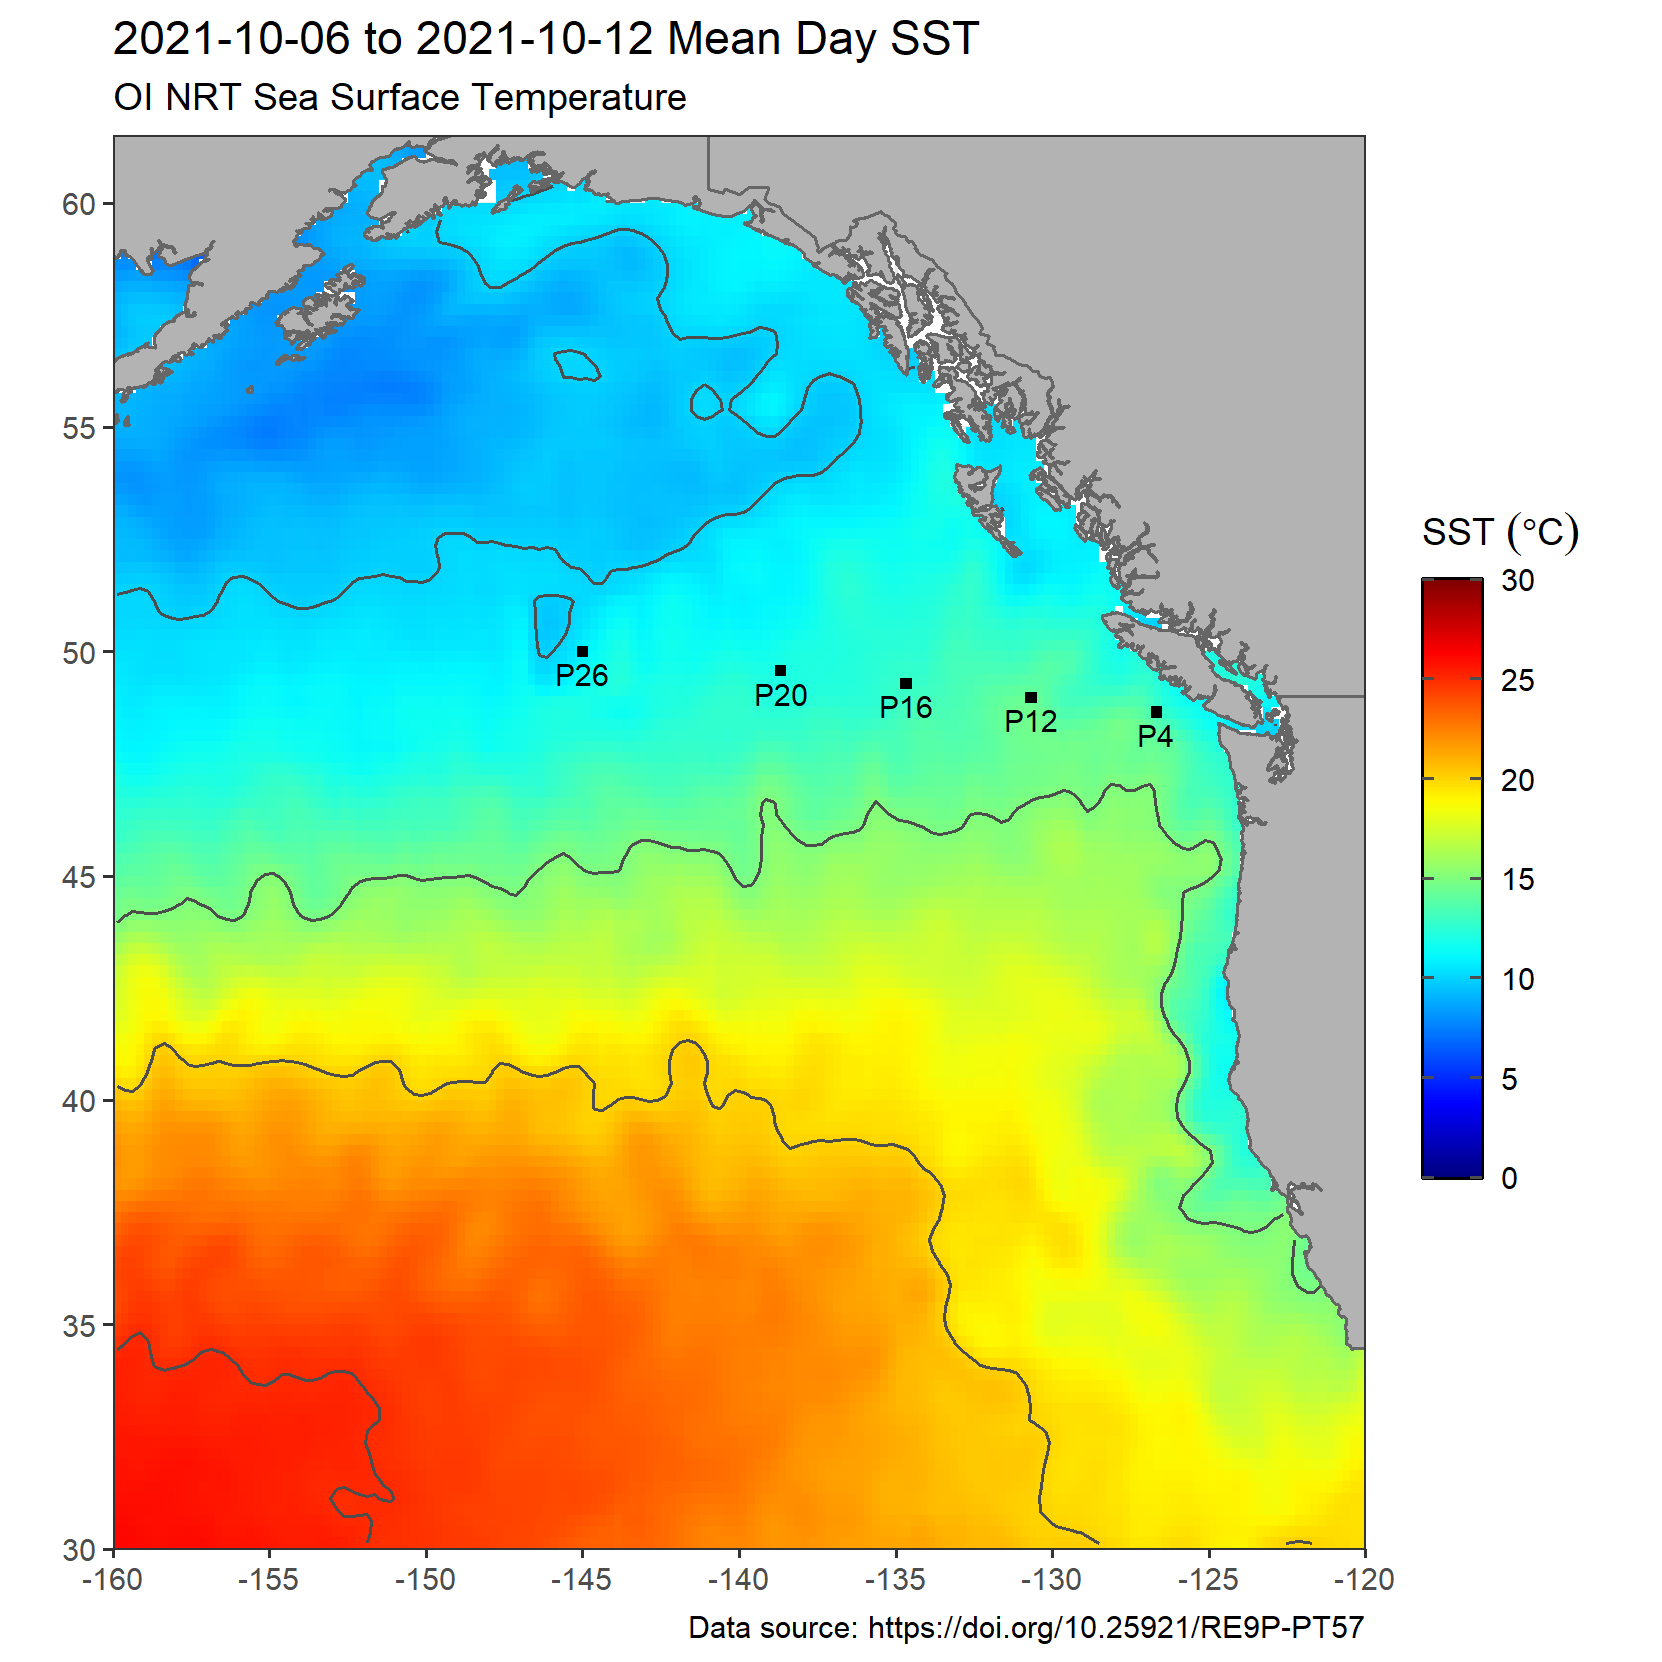 2021-10-06 to 2021-10-12 Mean Day SST
OI NRT Sea Surface Temperature
60
55
50
45
40
35
30
P26
P20
P16
P12
P4
-160
-155
-150
-145
-140
-135
-130
-125
-120
SST (°C)
30
25
20
15
10
5
0
Data source: https://doi.org/10.25921/RE9P-PT57